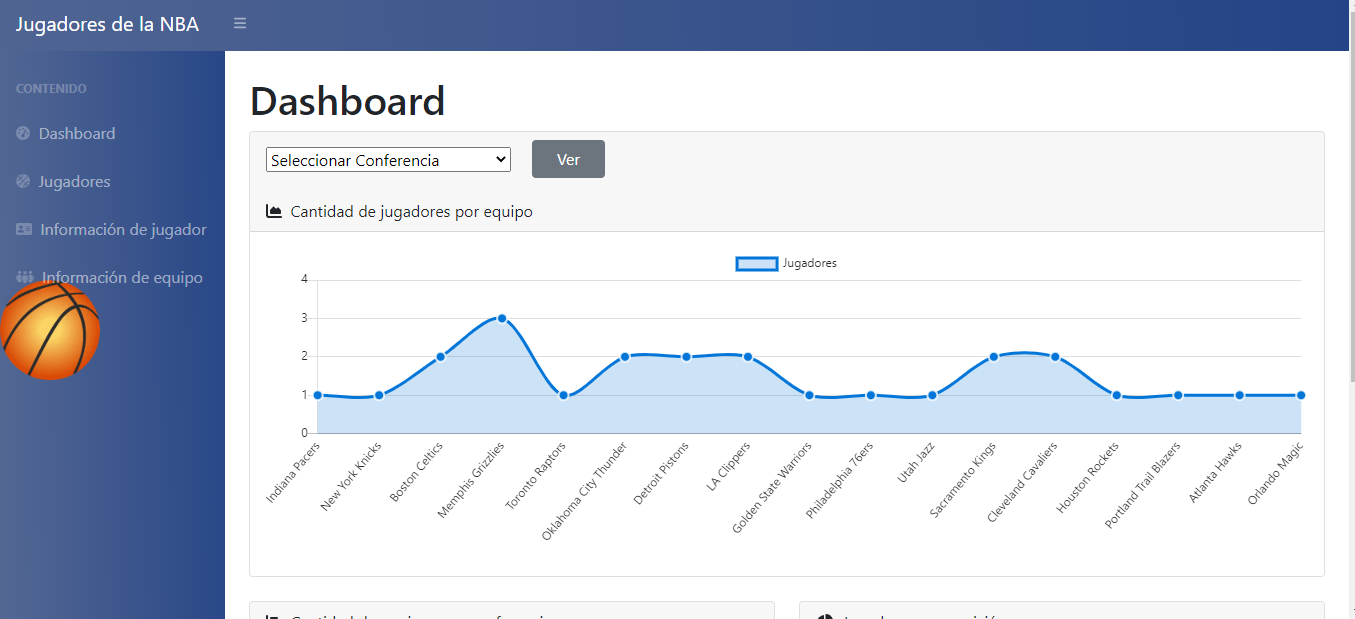 Jugadores de la NBA
CONTENIDO
Dashboard
Jugadores
Información de jugador
Información de equipo
Dashboard
Seleccionar Conferencia
Ver
Cantidad de jugadores por equipo
Jugadores
4
3
2
1
0
Indiana Pacers
New York Knicks
Boston Celtics
Memphis Grizzlies
Toronto Raptors
Oklahoma City Thunder
Detroit Pistons
LA Clippers
Golden State Warriors
Philadelphia 76ers
Utah Jazz
Sacramento Kings
Cleveland Cavaliers
Houston Rockets
Portland Trail Blazers
Atlanta Hawks
Orlando Magic